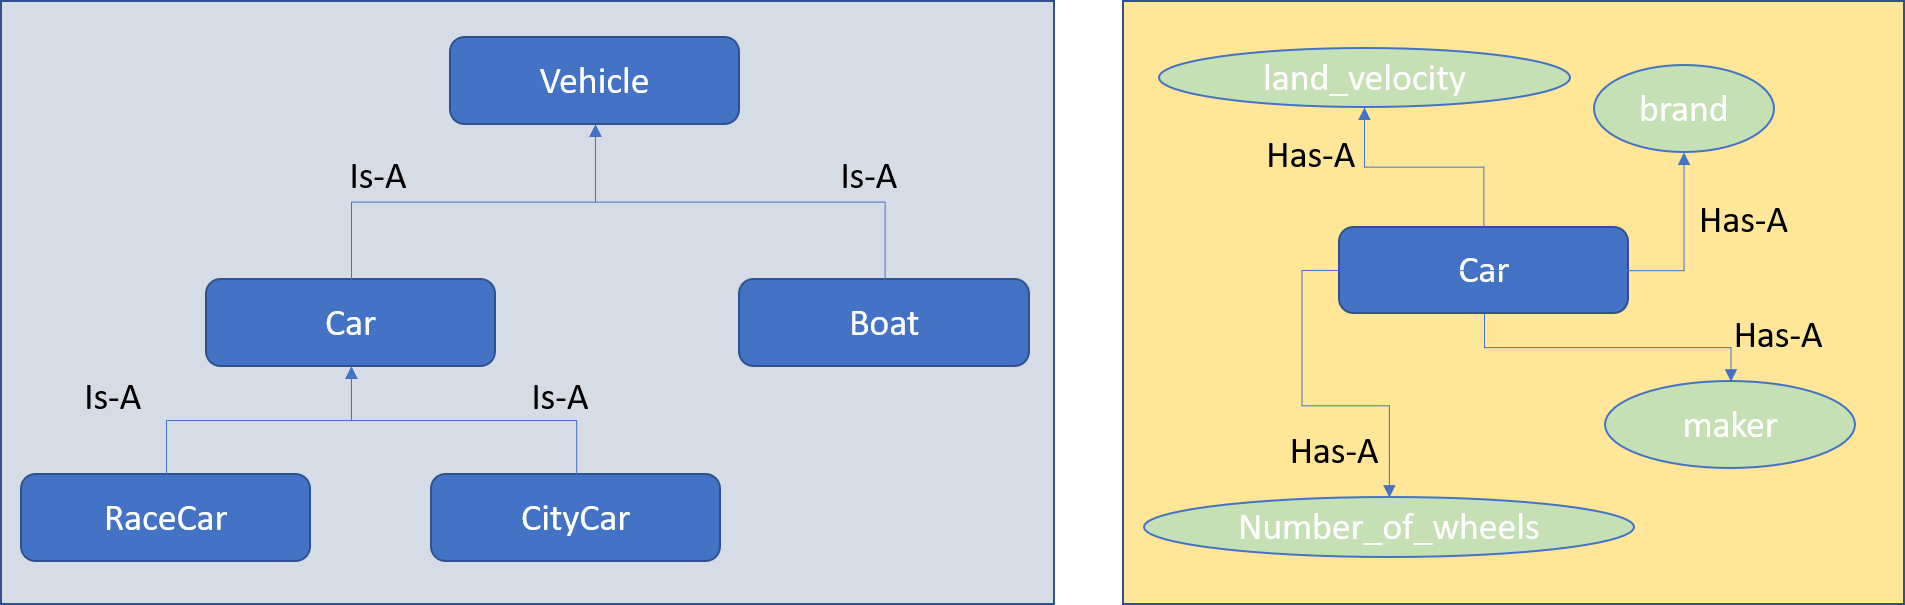 Vehicle
Is-A
Is-A
Car
Boat
Is-A
Is-A
RaceCar
CityCar
land_velocity
brand
Has-A
Has-A
Car
Has-A
maker
Has-A
Number_of_wheels